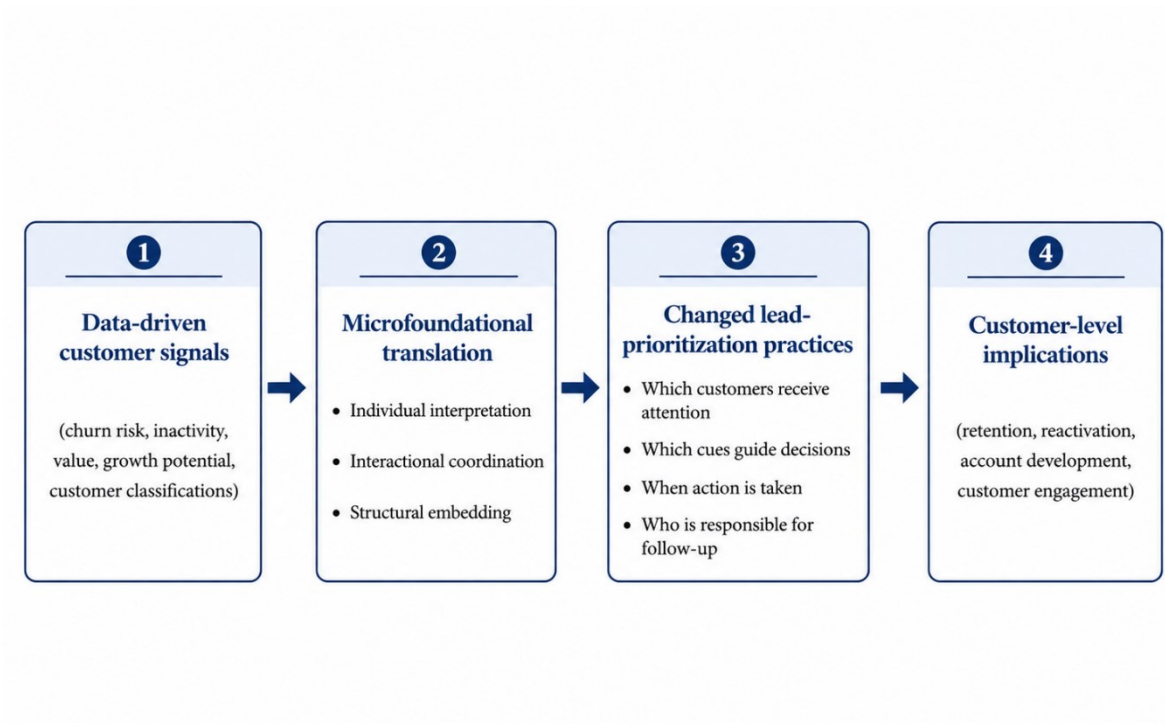 1
Data-driven
customer signals
(churn risk, inactivity,
value, growth potential,
customer classifications)
2
Microfoundational
translation
• Individual interpretation
• Interactional coordination
• Structural embedding
3
Changed lead-
prioritization practices
• Which customers receive
attention
• Which cues guide decisions
• When action is taken
• Who is responsible for
follow-up
4
Customer-level
implications
(retention, reactivation,
account development,
customer engagement)